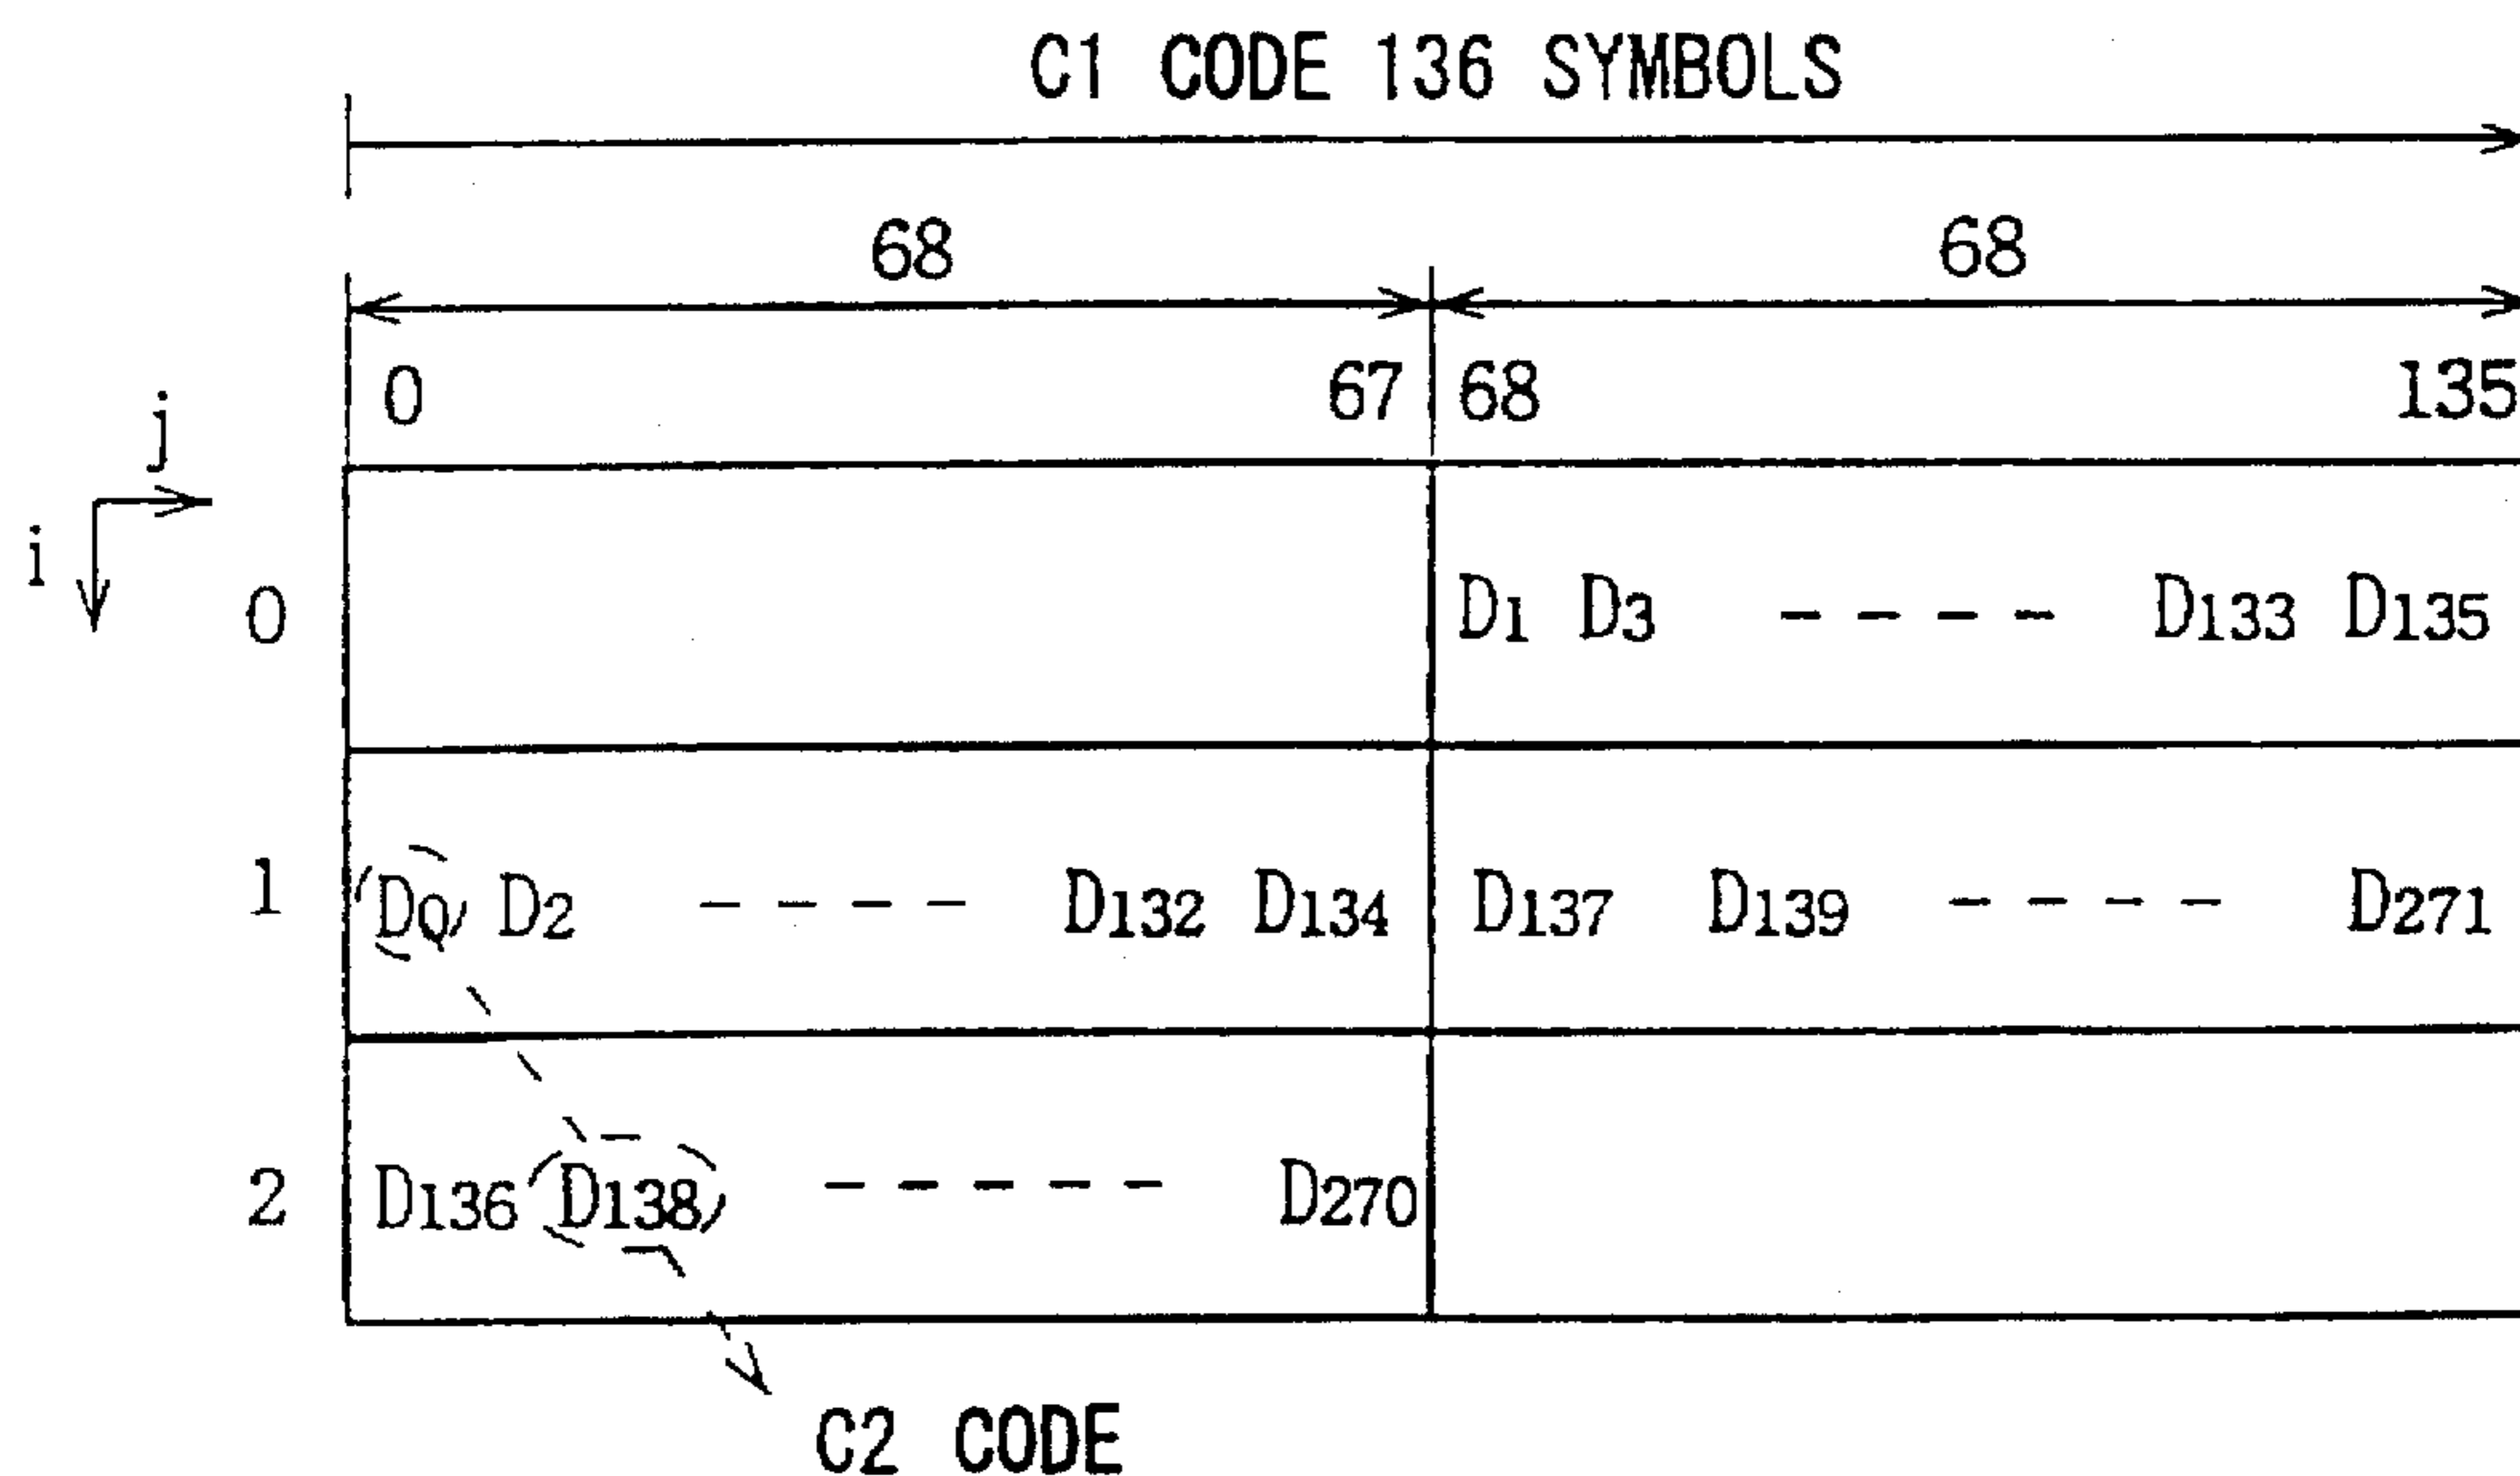 C1 CODE 136 SYMBOLS
68 68
0 67 68 135
j
i
0 D1 D3 - - - - D133 D135
1 D0 D2 - - - - D132 D134 D137 D139 - - - - D271
2 D136 D138 - - - - - D270
C2 CODE